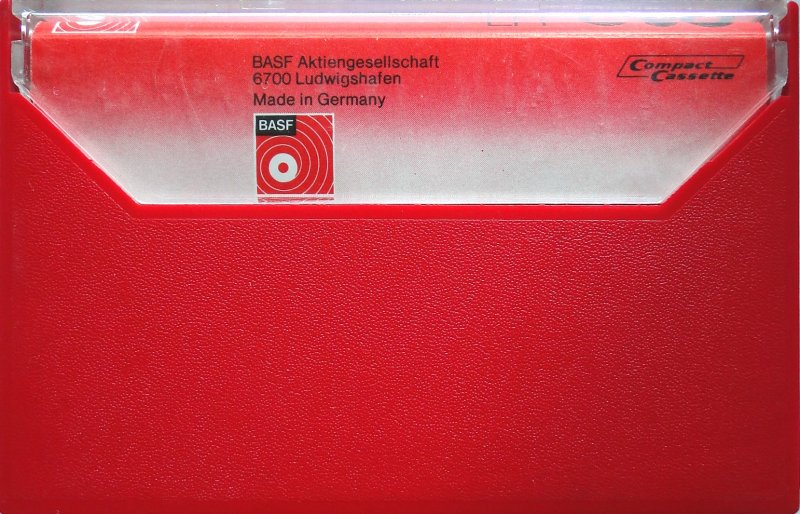 BASF Aktiengesellschaft
6700 Ludwigshafen
Made in Germany
Compact
Cassette
BASF